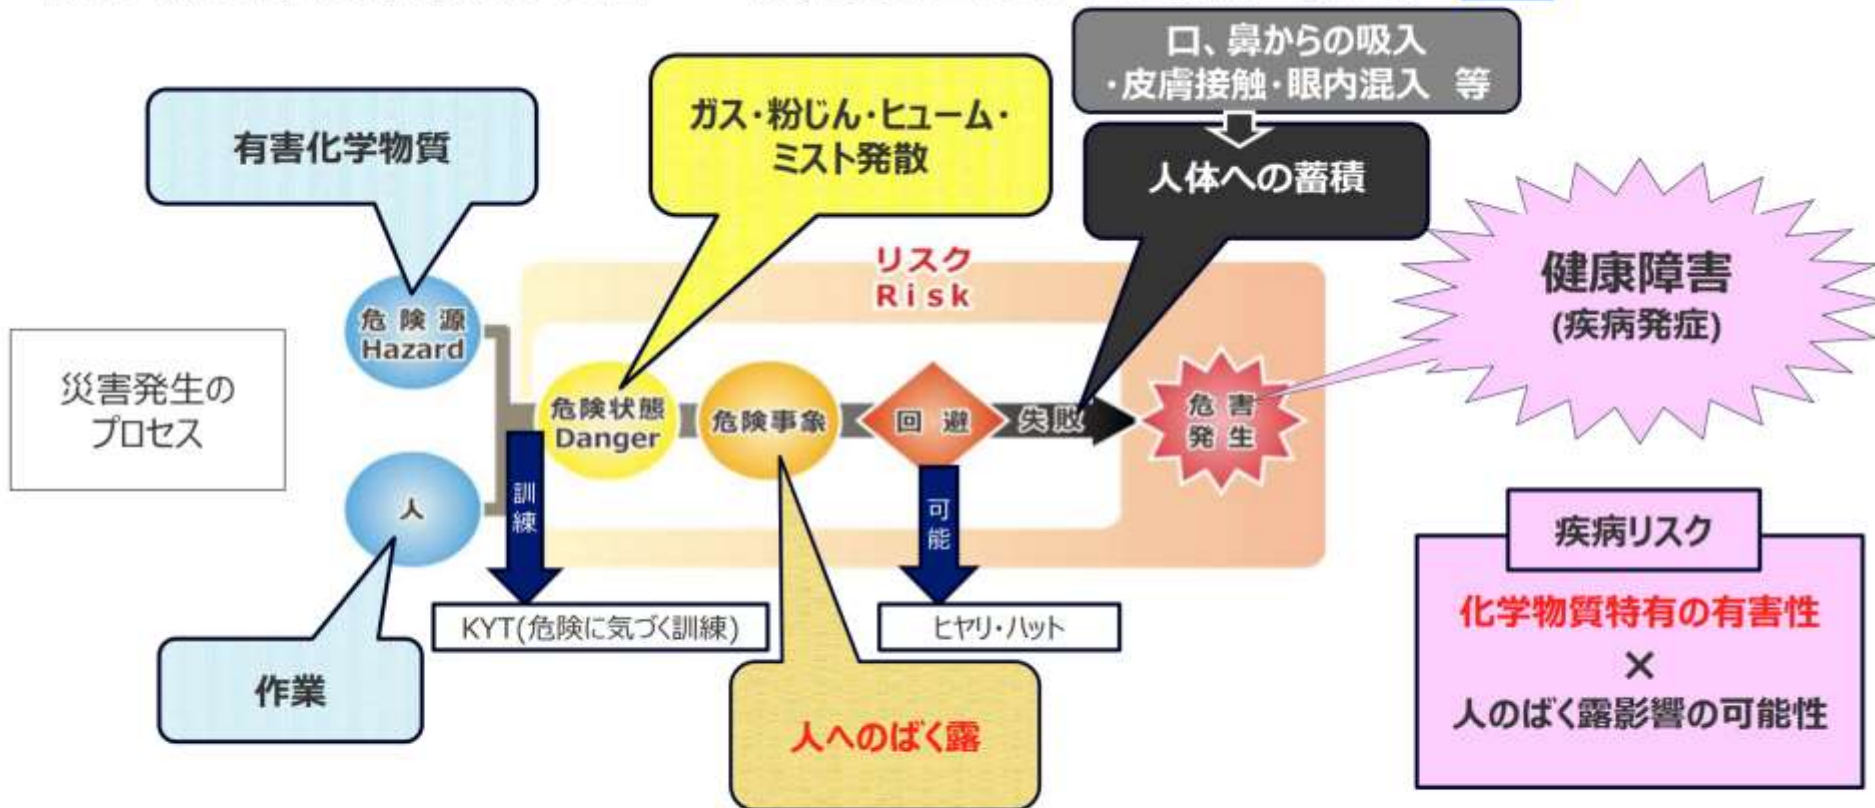 口、鼻からの吸入
・皮膚接触・眼内混入 等
有害化学物質
ガス・粉じん・ヒューム・
ミスト発散
人体への蓄積
リスク
Risk
健康障害
(疾病発症)
危険源
Hazard
災害発生の
プロセス
危険状態
Danger
危険事象
回避
失敗
危害
発生
人
訓練
可能
KYT(危険に気づく訓練)
ヒヤリ・ハット
作業
人へのばく露
疾病リスク
化学物質特有の有害性
×
人のばく露影響の可能性